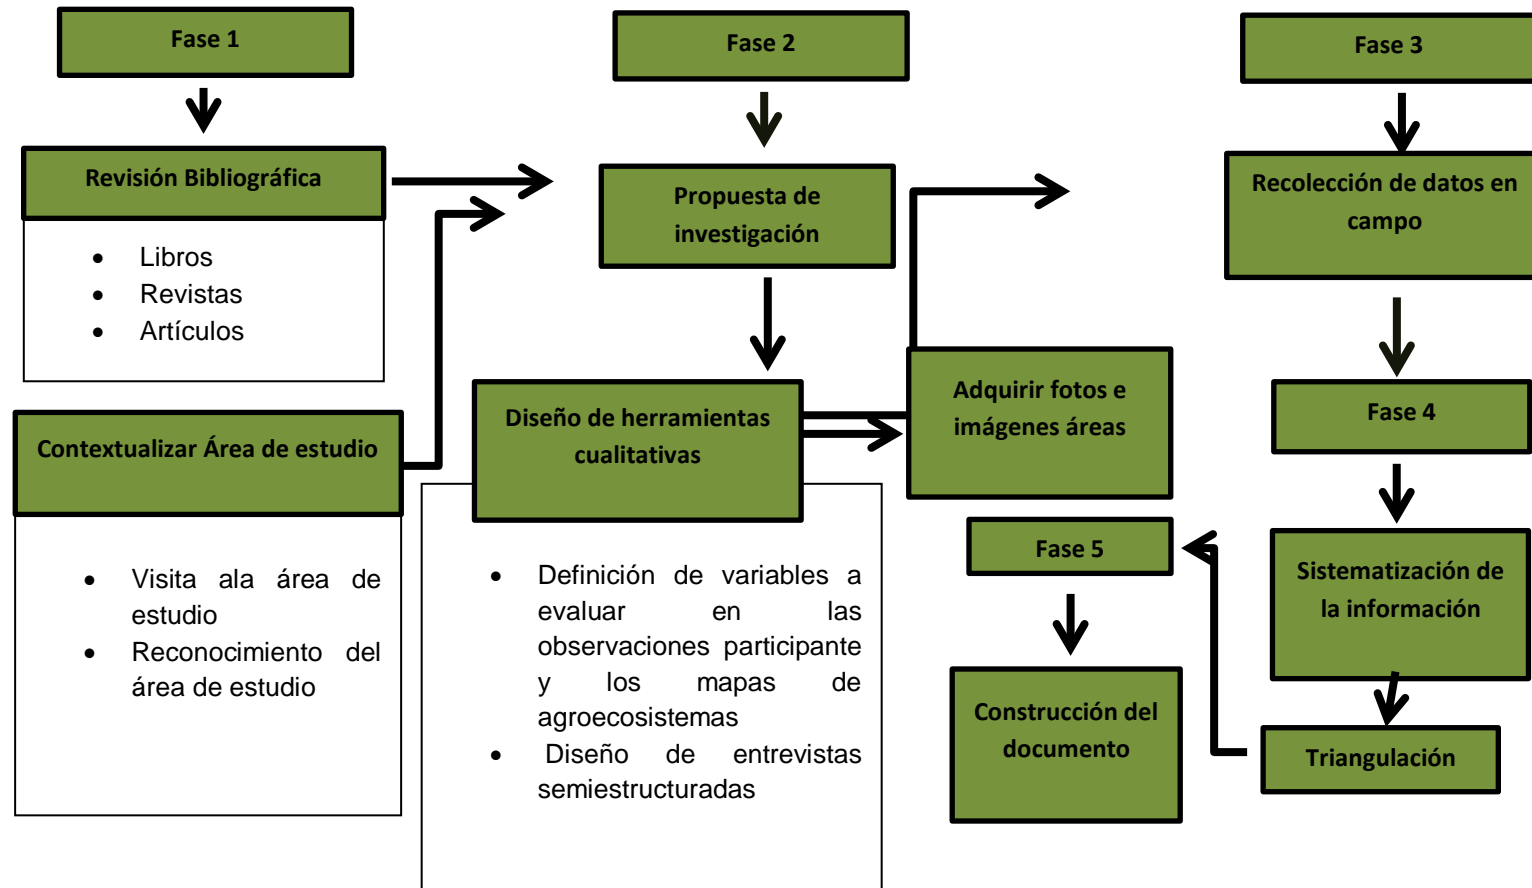 Fase 1
Revisión Bibliográfica
• Libros
• Revistas
• Artículos
Contextualizar Área de estudio
• Visita ala área de
estudio
• Reconocimiento del
área de estudio
Fase 2
Propuesta de
investigación
Diseño de herramientas
cualitativas
• Definición de variables a
evaluar en las
observaciones participante
y los mapas de
agroecosistemas
• Diseño de entrevistas
semiestructuradas
Adquirir fotos e
imágenes áreas
Fase 3
Recolección de datos en
campo
Fase 4
Sistematización de
la información
Triangulación
Fase 5
Construcción del
documento